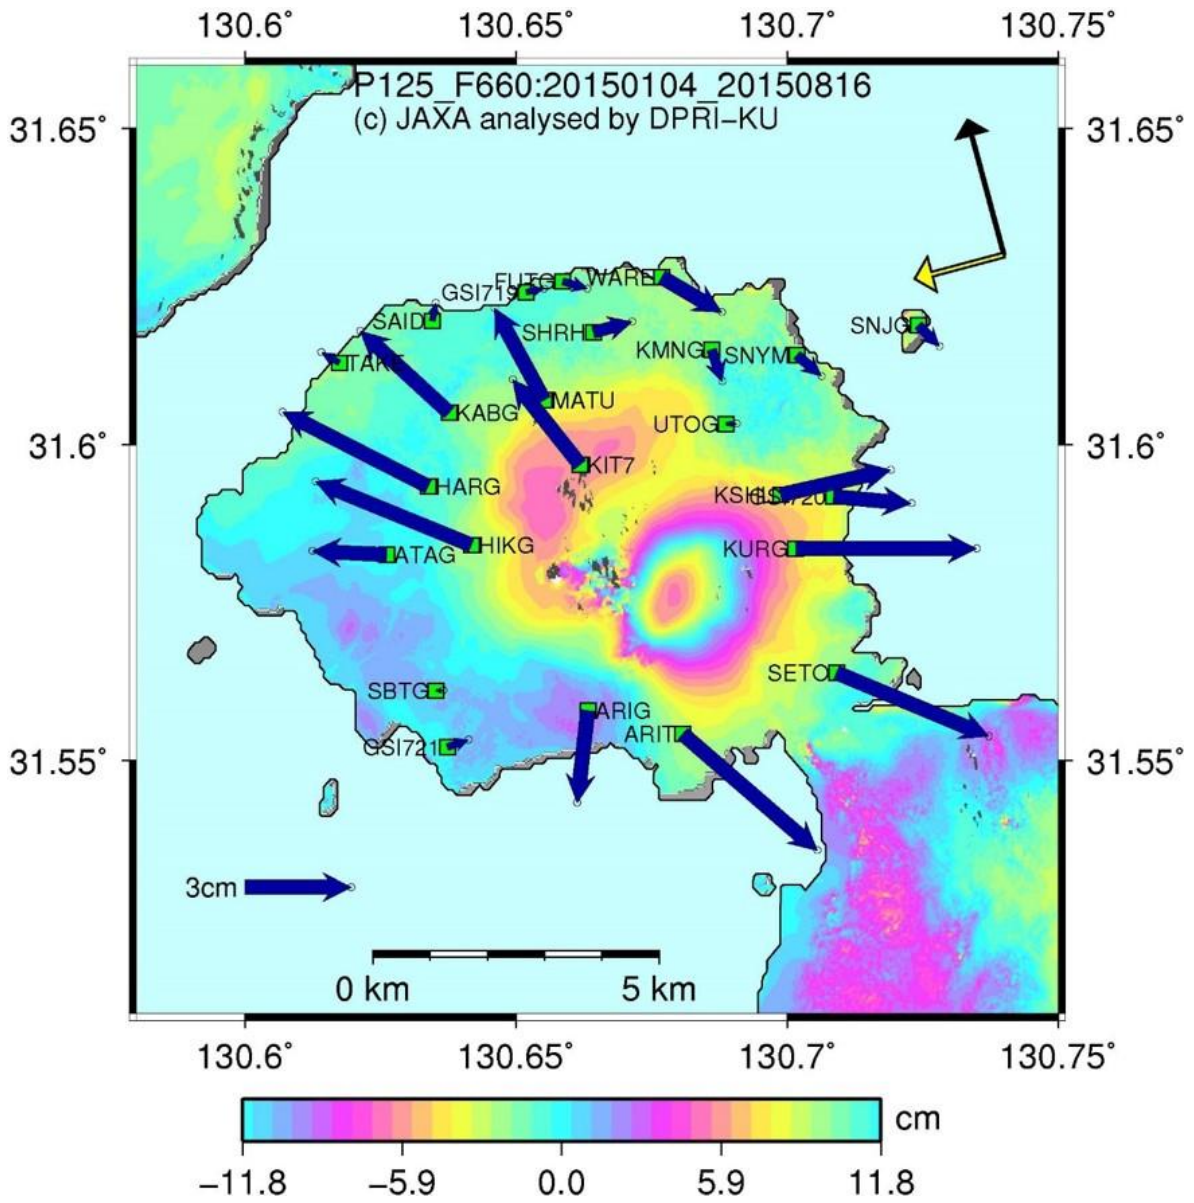 130.6˚ 130.65˚ 130.7˚ 130.75˚
P125_F660:20150104_20150816
(c) JAXA analysed by DPRI-KU
31.65˚ 31.65˚
FUTG WARE
GSI719
SAID SHRH SNJG
TAKE KMNG SNYM
KABG MATU
UTOG
31.6˚ KIT7 31.6˚
HARG KSHI GSI720
HIKG KURG
ATAG
SETO
SBTG
ARIG
ARIT
GSI721
31.55˚ 31.55˚
3cm
0 km 5 km
130.6˚ 130.65˚ 130.7˚ 130.75˚
cm
−11.8 −5.9 0.0 5.9 11.8